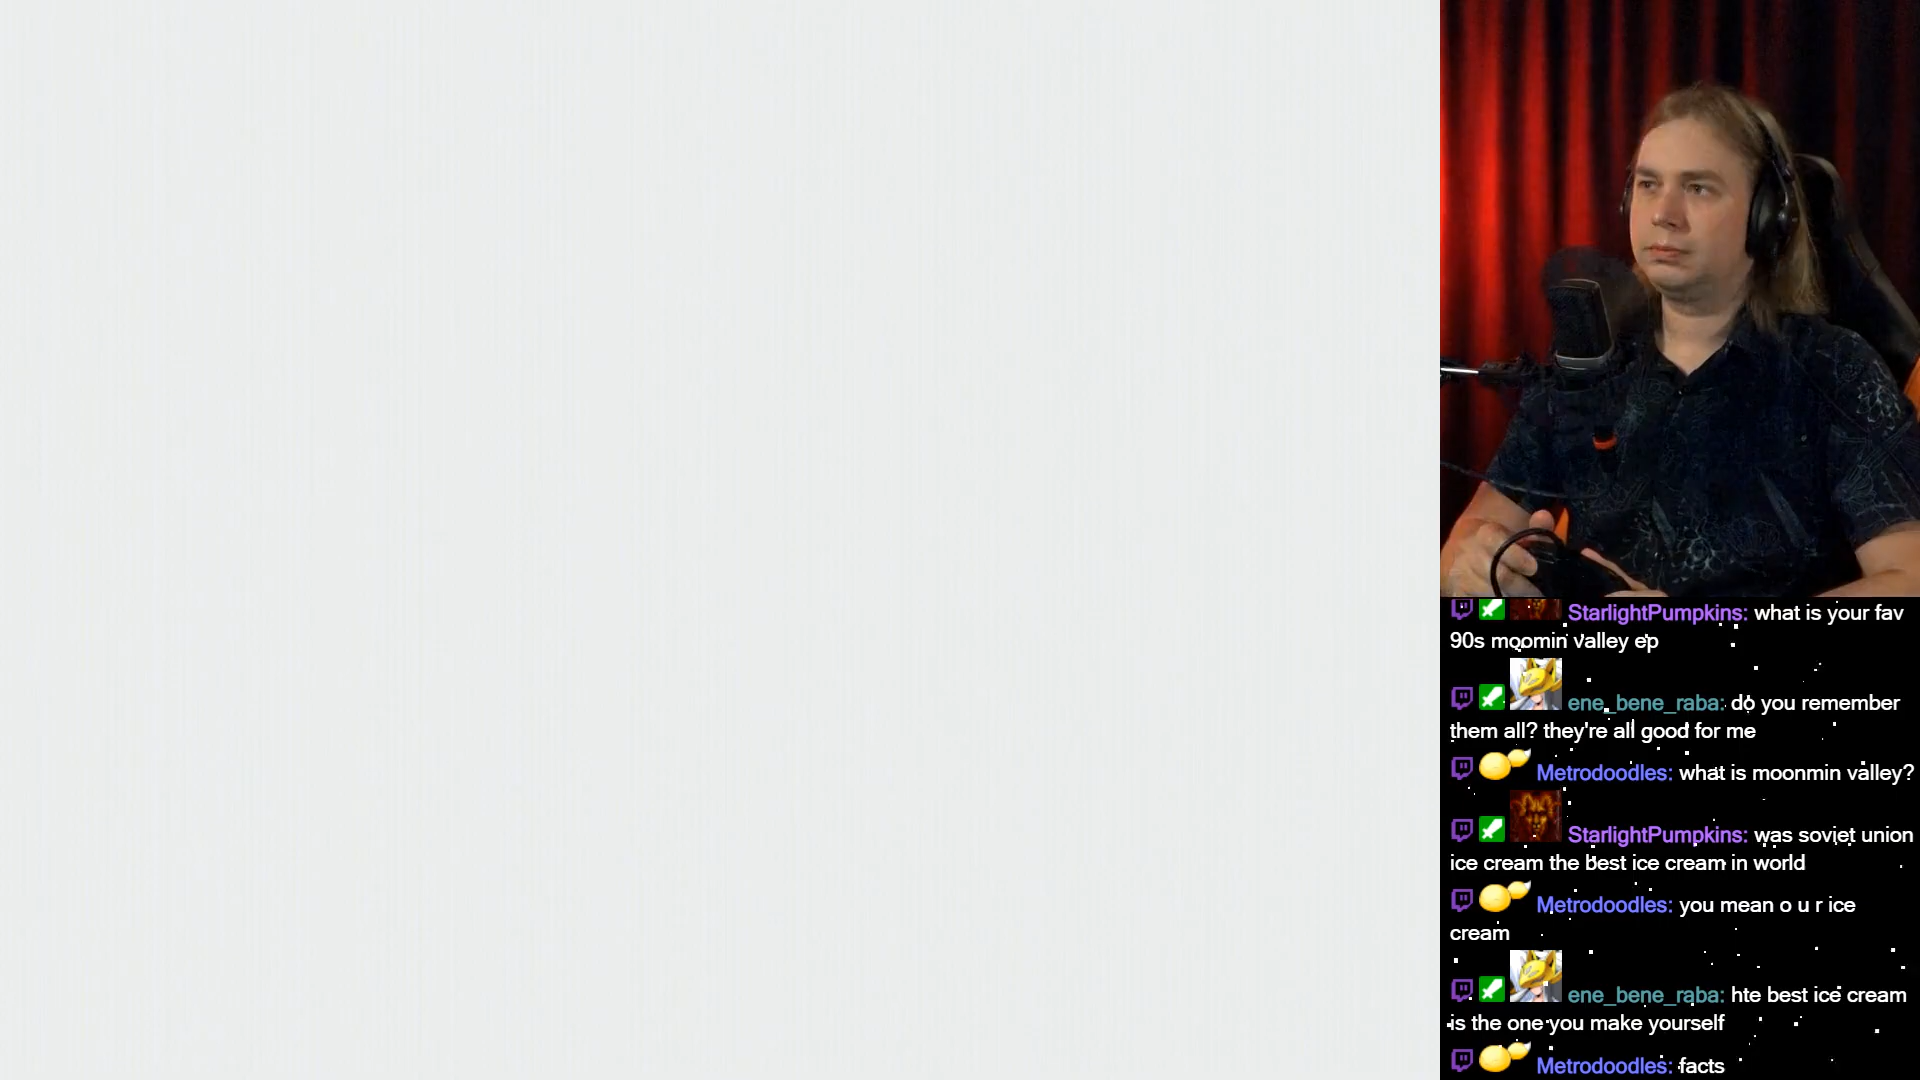 StarlightPumpkins: what is your fav
90s moomin valley ep
ene_bene_raba: do you remember
them all? they're all good for me
Metrodoodles: what is moonmin valley?
StarlightPumpkins: was soviet union
ice cream the best ice cream in world
Metrodoodles: you mean o u r ice
cream
ene_bene_raba: hte best ice cream
is the one you make yourself
Metrodoodles: facts